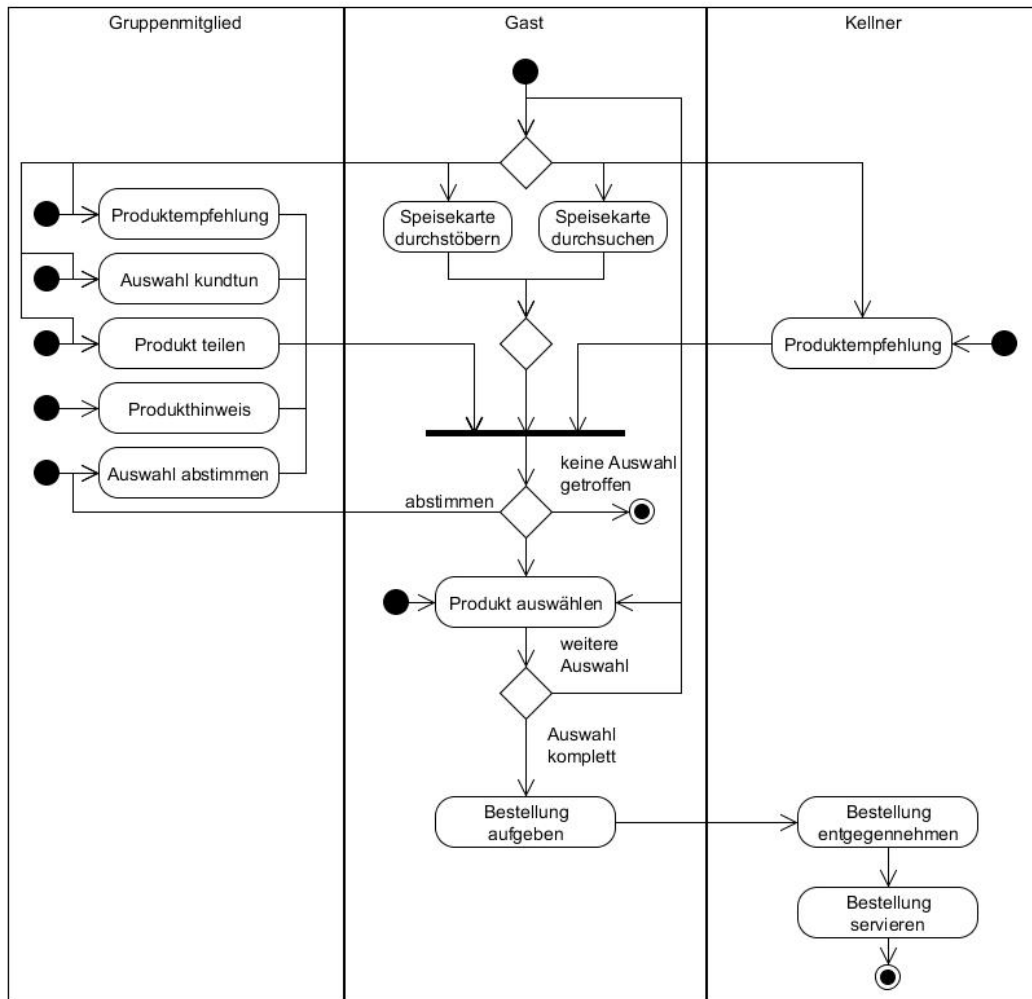 Gruppenmitglied
Gast
Kellner
Produktempfehlung
Auswahl kundtun
Produkt teilen
Produkthinweis
Auswahl abstimmen
Speisekarte
durchstöbern
Speisekarte
durchsuchen
Produktempfehlung
keine Auswahl
getroffen
abstimmen
Produkt auswählen
weitere
Auswahl
Auswahl
komplett
Bestellung
aufgeben
Bestellung
entgegennehmen
Bestellung
servieren